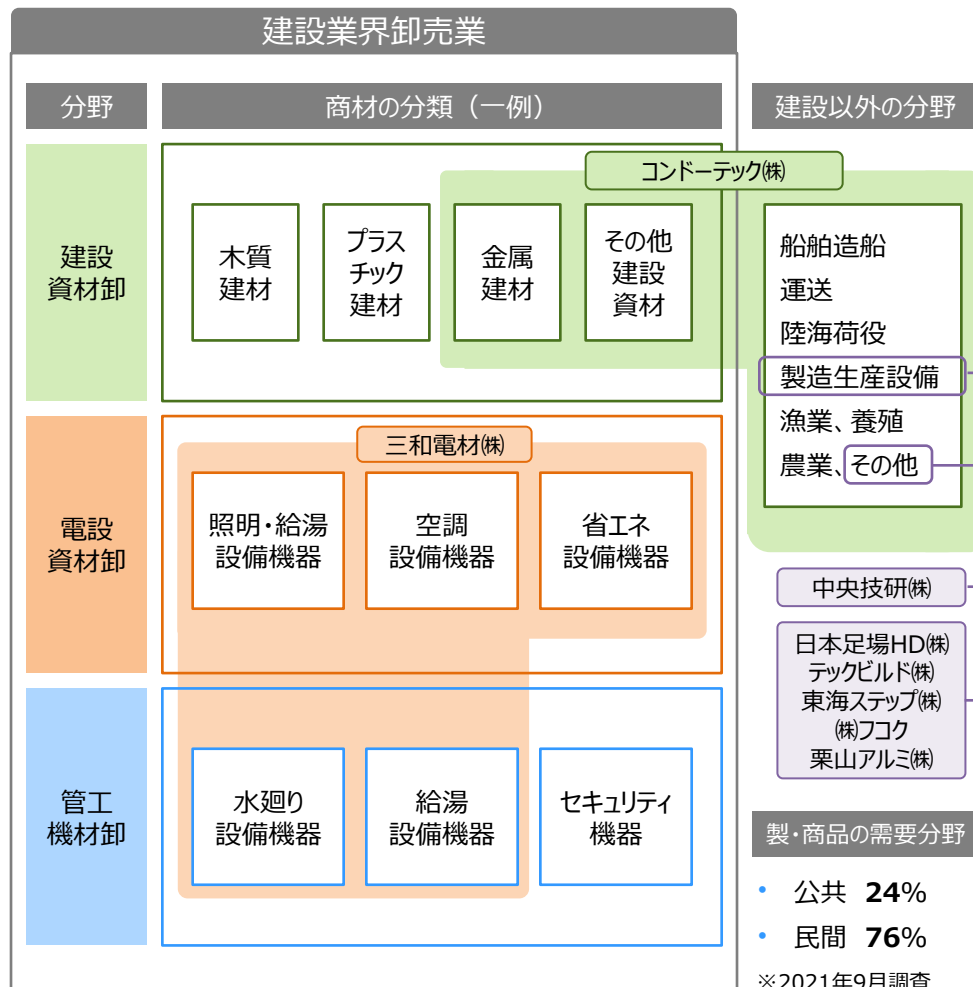 建設業界卸売業
分野
商材の分類（一例）
建設以外の分野
コンドーテック㈱
建設
資材卸
木質
建材
プラス
チック
建材
金属
建材
その他
建設
資材
船舶造船
運送
陸海荷役
製造生産設備
漁業、養殖
農業、その他
三和電材㈱
電設
資材卸
照明・給湯
設備機器
空調
設備機器
省エネ
設備機器
中央技研㈱
日本足場HD㈱
テックビルド㈱
東海ステップ㈱
㈱フコク
栗山アルミ㈱
管工
機材卸
水廻り
設備機器
給湯
設備機器
セキュリティ
機器
製・商品の需要分野
• 公共 24%
• 民間 76%
※2021年9月調査